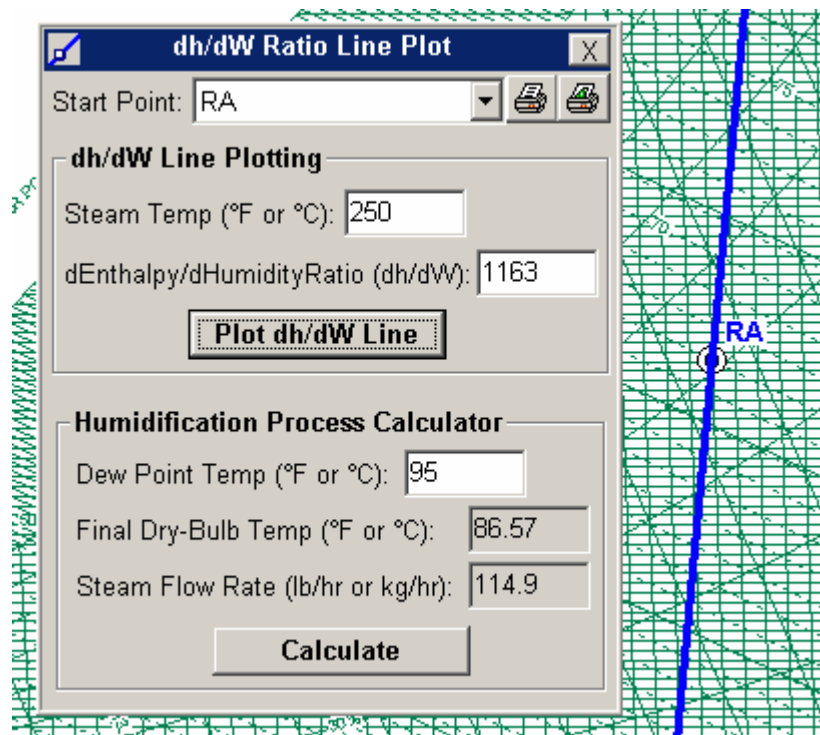 dh/dW Ratio Line Plot X
Start Point: RA
dh/dW Line Plotting
Steam Temp (°F or °C): 250
dEnthalpy/dHumidityRatio (dh/dW): 1163
Plot dh/dW Line
Humidification Process Calculator
Dew Point Temp (°F or °C): 95
Final Dry-Bulb Temp (°F or °C): 86.57
Steam Flow Rate (lb/hr or kg/hr): 114.9
Calculate
75
70
RA